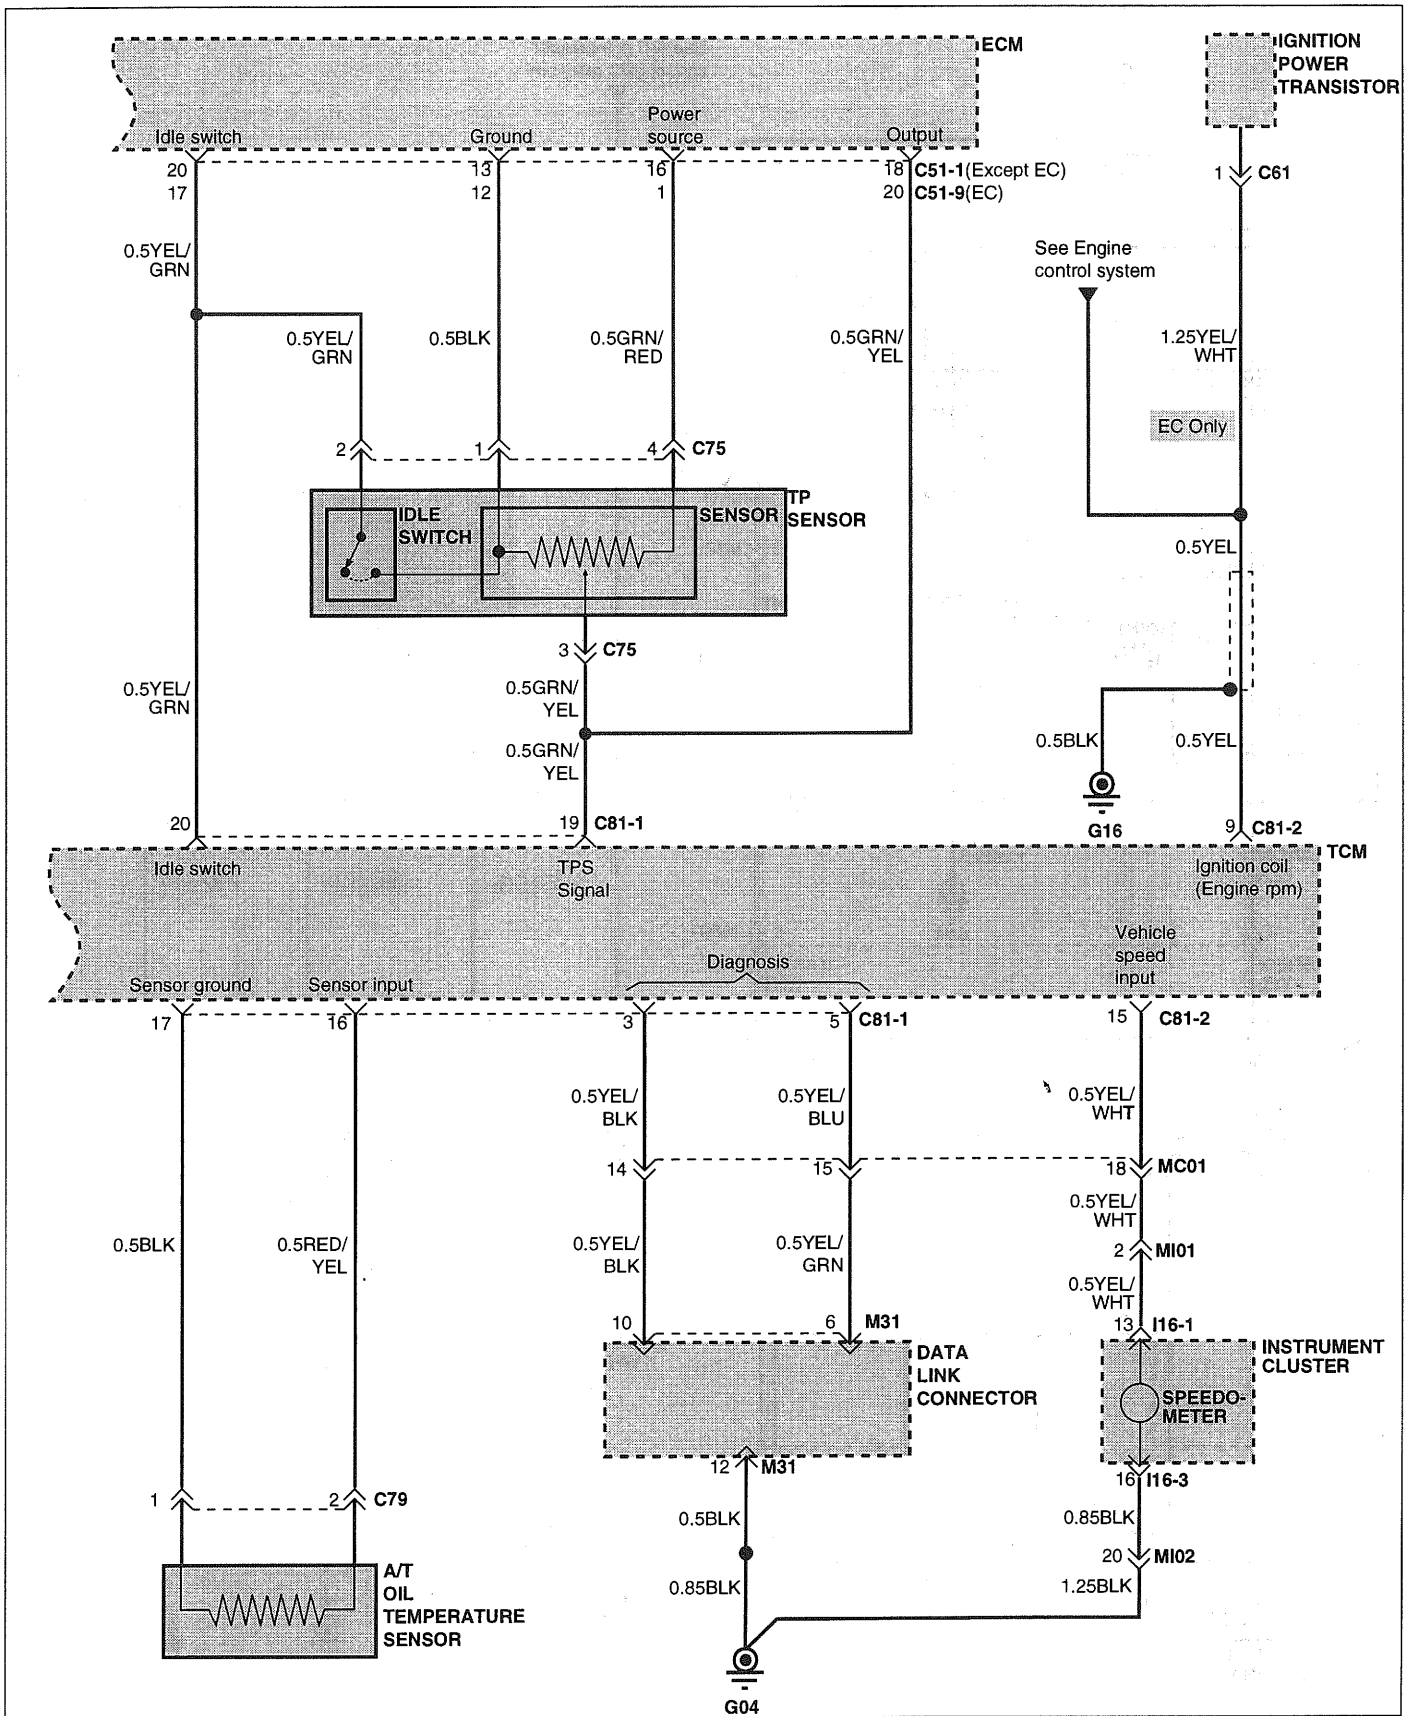 ECM
IGNITION
POWER
TRANSISTOR
Idle switch
Ground
Power
source
Output
20
13
16
18 C51-1(Except EC)
17
12
1
20 C51-9(EC)
1 C61
0.5YEL/
GRN
See Engine
control system
0.5YEL/
GRN
0.5BLK
0.5GRN/
RED
0.5GRN/
YEL
1.25YEL/
WHT
EC Only
2
1
4 C75
IDLE
SWITCH
SENSOR
TP
SENSOR
0.5YEL
3 C75
0.5YEL/
GRN
0.5GRN/
YEL
0.5GRN/
YEL
0.5BLK
0.5YEL
G16
20
19 C81-1
9 C81-2
TCM
Idle switch
TPS
Signal
Ignition coil
(Engine rpm)
Vehicle
speed
input
Diagnosis
Sensor ground
Sensor input
17
16
3
5 C81-1
15 C81-2
0.5YEL/
BLK
0.5YEL/
BLU
0.5YEL/
WHT
14
15
18 MC01
0.5YEL/
WHT
0.5BLK
0.5RED/
YEL
0.5YEL/
BLK
0.5YEL/
GRN
2 MI01
0.5YEL/
WHT
10
6 M31
13 I16-1
DATA
LINK
CONNECTOR
INSTRUMENT
CLUSTER
SPEEDO-
METER
12 M31
16 I16-3
1
2 C79
0.5BLK
0.85BLK
20 MI02
0.85BLK
1.25BLK
A/T
OIL
TEMPERATURE
SENSOR
G04